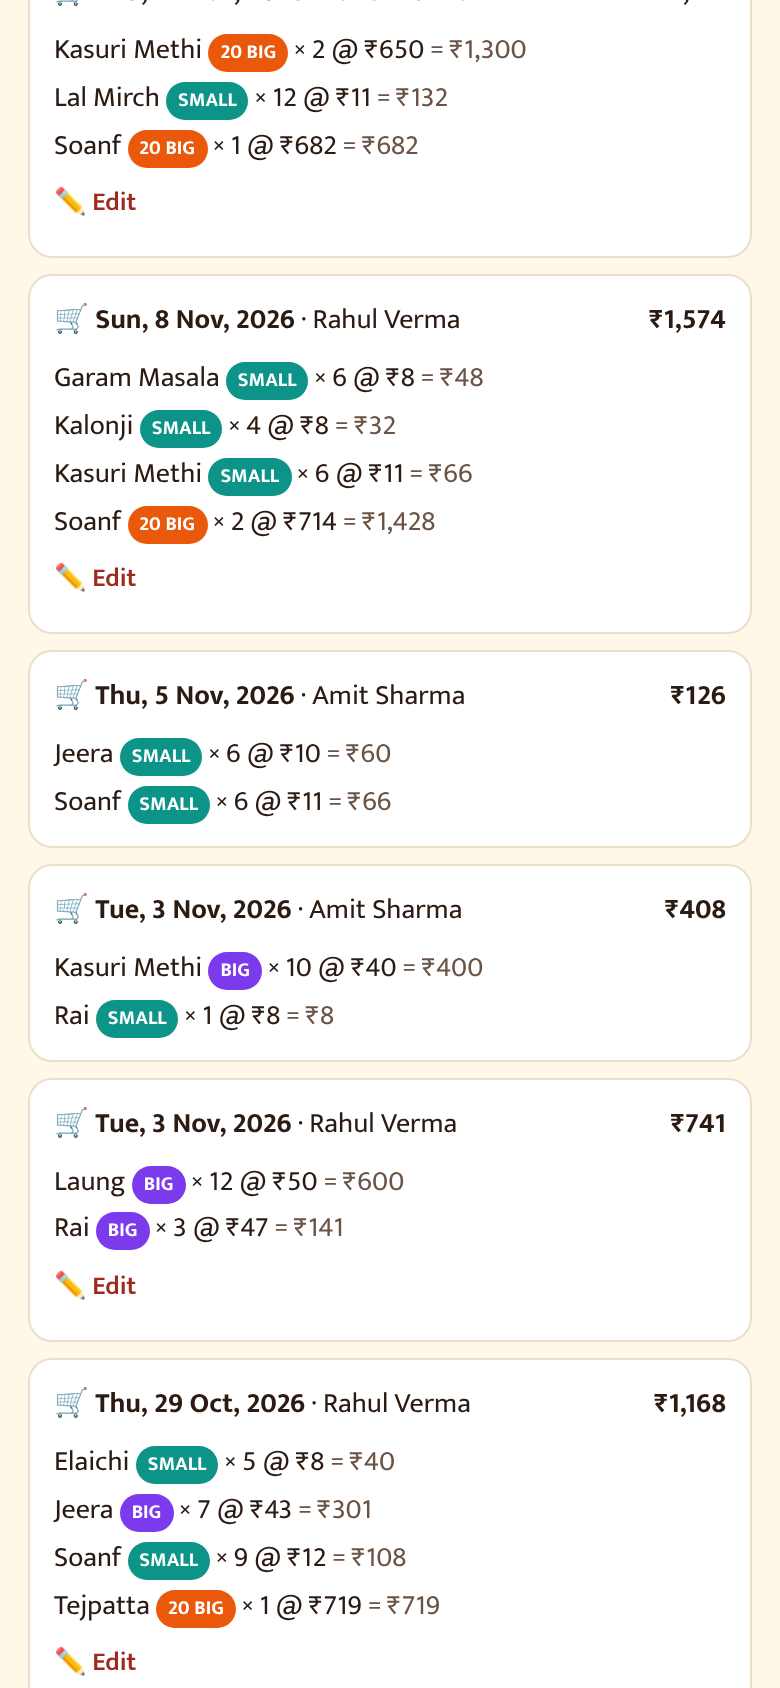 Kasuri Methi 20 BIG × 2 @ ₹650 = ₹1,300
Lal Mirch SMALL × 12 @ ₹11 = ₹132
Soanf 20 BIG × 1 @ ₹682 = ₹682
✏️ Edit
🛒 Sun, 8 Nov, 2026 · Rahul Verma ₹1,574
Garam Masala SMALL × 6 @ ₹8 = ₹48
Kalonji SMALL × 4 @ ₹8 = ₹32
Kasuri Methi SMALL × 6 @ ₹11 = ₹66
Soanf 20 BIG × 2 @ ₹714 = ₹1,428
✏️ Edit
🛒 Thu, 5 Nov, 2026 · Amit Sharma ₹126
Jeera SMALL × 6 @ ₹10 = ₹60
Soanf SMALL × 6 @ ₹11 = ₹66
🛒 Tue, 3 Nov, 2026 · Amit Sharma ₹408
Kasuri Methi BIG × 10 @ ₹40 = ₹400
Rai SMALL × 1 @ ₹8 = ₹8
🛒 Tue, 3 Nov, 2026 · Rahul Verma ₹741
Laung BIG × 12 @ ₹50 = ₹600
Rai BIG × 3 @ ₹47 = ₹141
✏️ Edit
🛒 Thu, 29 Oct, 2026 · Rahul Verma ₹1,168
Elaichi SMALL × 5 @ ₹8 = ₹40
Jeera BIG × 7 @ ₹43 = ₹301
Soanf SMALL × 9 @ ₹12 = ₹108
Tejpatta 20 BIG × 1 @ ₹719 = ₹719
✏️ Edit